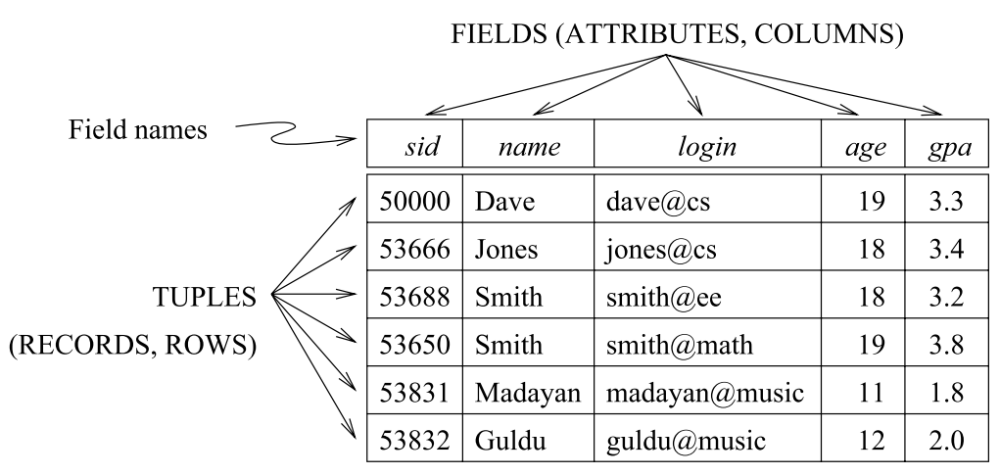 FIELDS (ATTRIBUTES, COLUMNS)
Field names
sid name login age gpa
50000 Dave dave@cs 19 3.3
53666 Jones jones@cs 18 3.4
53688 Smith smith@ee 18 3.2
53650 Smith smith@math 19 3.8
53831 Madayan madayan@music 11 1.8
53832 Guldu guldu@music 12 2.0
TUPLES
(RECORDS, ROWS)